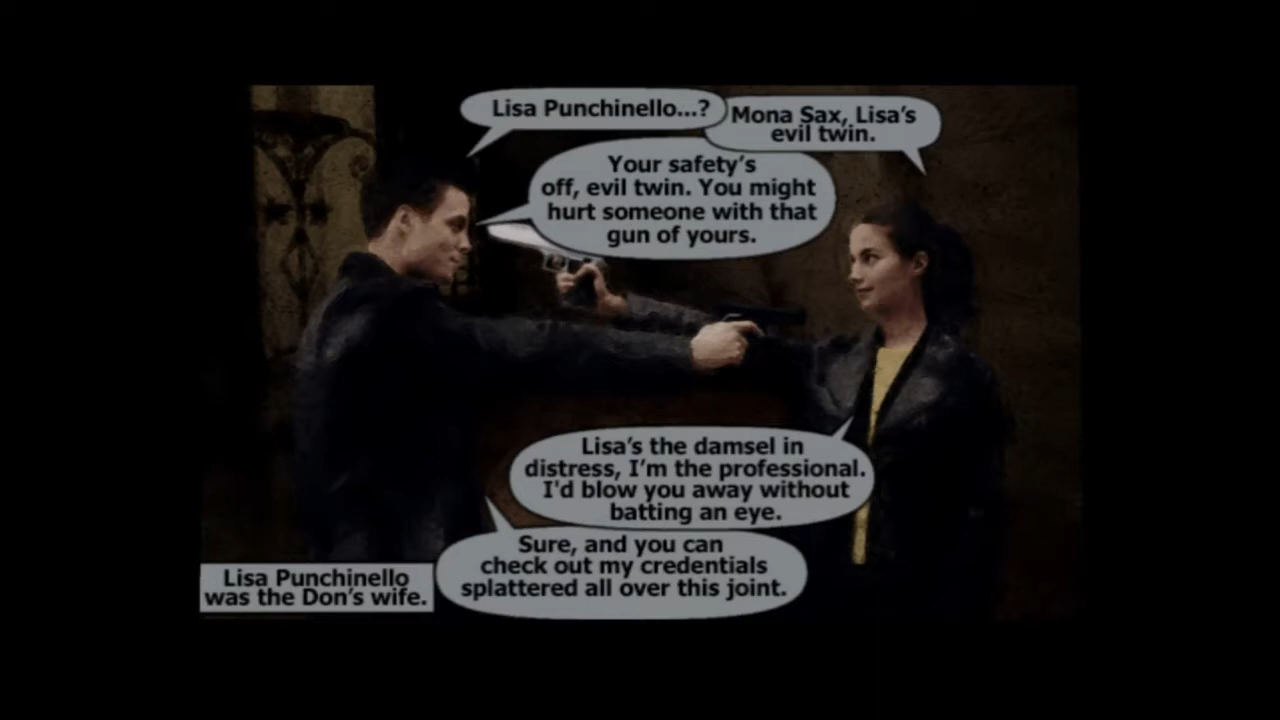 Lisa Punchinello...?
Mona Sax, Lisa's
evil twin.
Your safety's
off, evil twin. You might
hurt someone with that
gun of yours.
Lisa's the damsel in
distress, I'm the professional.
I'd blow you away without
batting an eye.
Sure, and you can
check out my credentials
splattered all over this joint.
Lisa Punchinello
was the Don's wife.